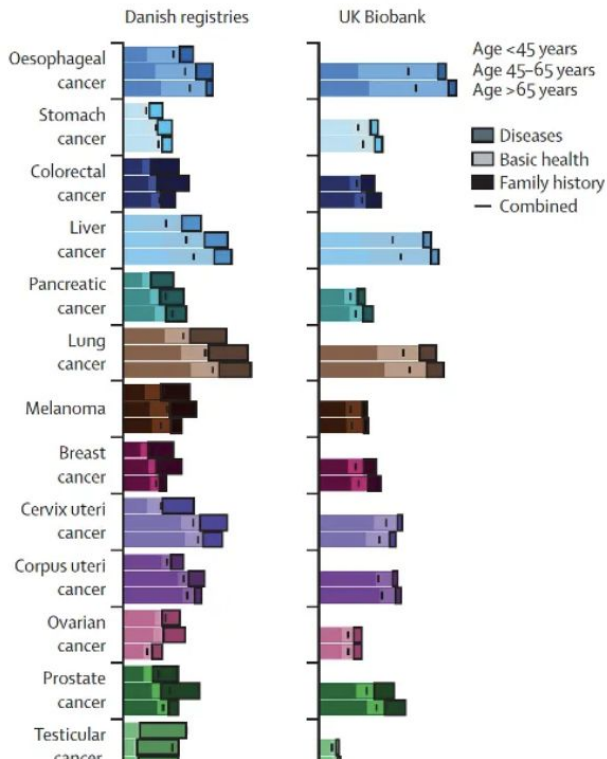 Danish registries
UK Biobank
Age <45 years
Age 45–65 years
Age >65 years
Diseases
Basic health
Family history
Combined
Oesophageal
cancer
Stomach
cancer
Colorectal
cancer
Liver
cancer
Pancreatic
cancer
Lung
cancer
Melanoma
Breast
cancer
Cervix uteri
cancer
Corpus uteri
cancer
Ovarian
cancer
Prostate
cancer
Testicular
cancer